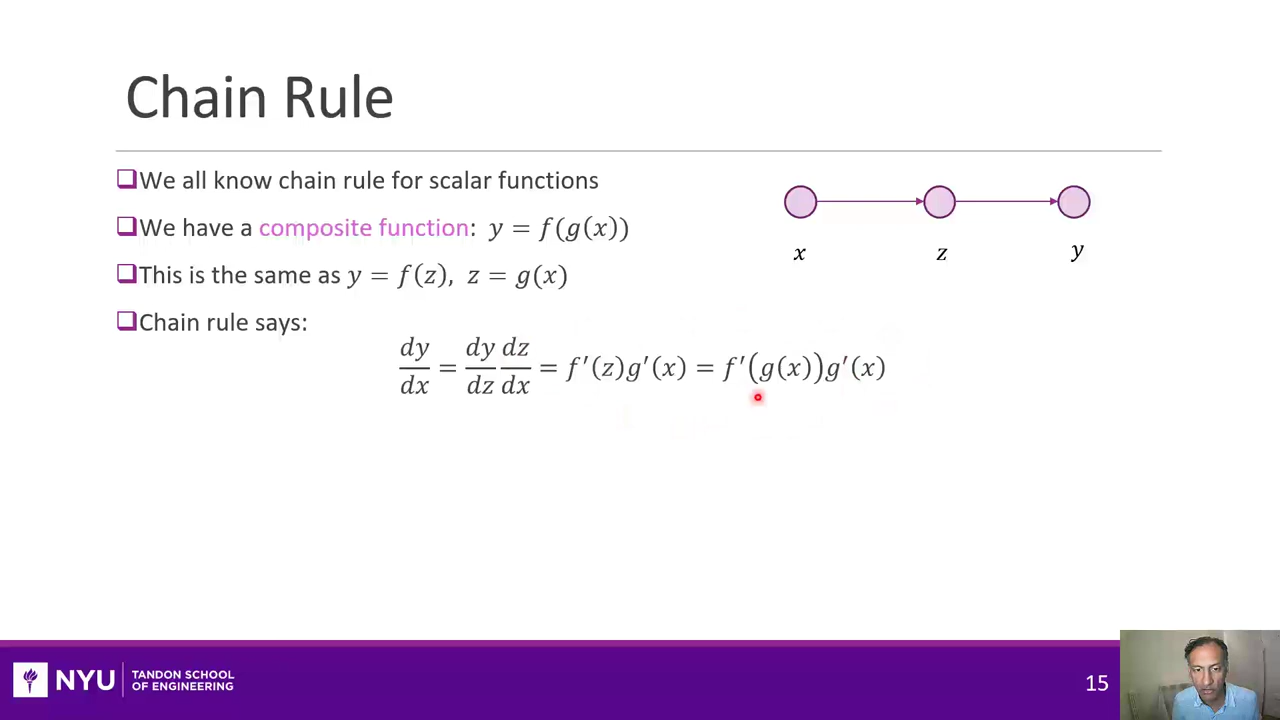 Chain Rule
❑We all know chain rule for scalar functions
❑We have a composite function: y = f(g(x))
❑This is the same as y = f(z), z = g(x)
❑Chain rule says:
dy/dx = dy/dz dz/dx = f′(z)g′(x) = f′(g(x))g′(x)
x z y
NYU TANDON SCHOOL
OF ENGINEERING
15